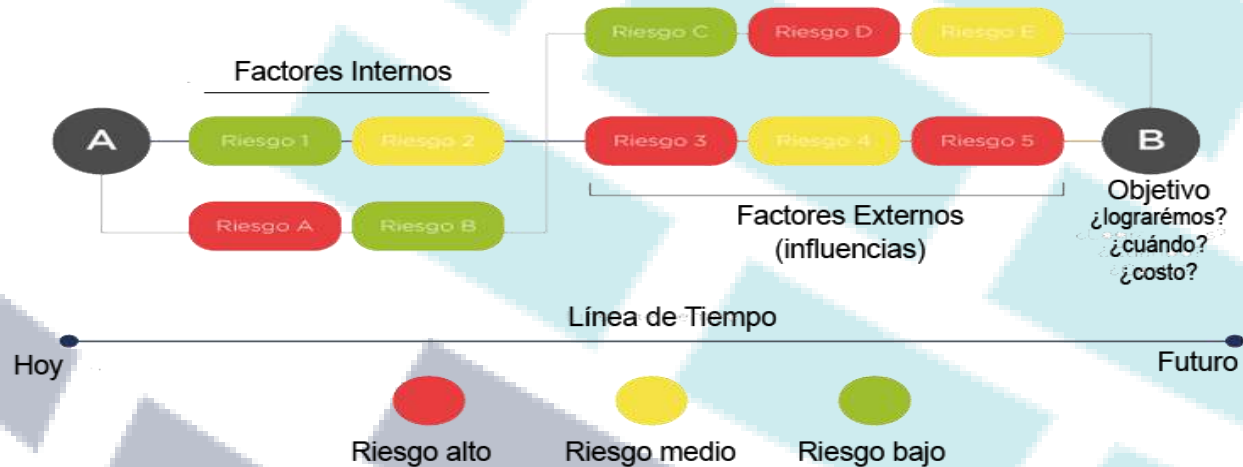 Riesgo C
Riesgo D
Riesgo E
Factores Internos
A
Riesgo 1
Riesgo 2
Riesgo 3
Riesgo 4
Riesgo 5
B
Riesgo A
Riesgo B
Factores Externos
(influencias)
Objetivo
¿lograrémos?
¿cuándo?
¿costo?
Línea de Tiempo
Hoy
Futuro
Riesgo alto
Riesgo medio
Riesgo bajo